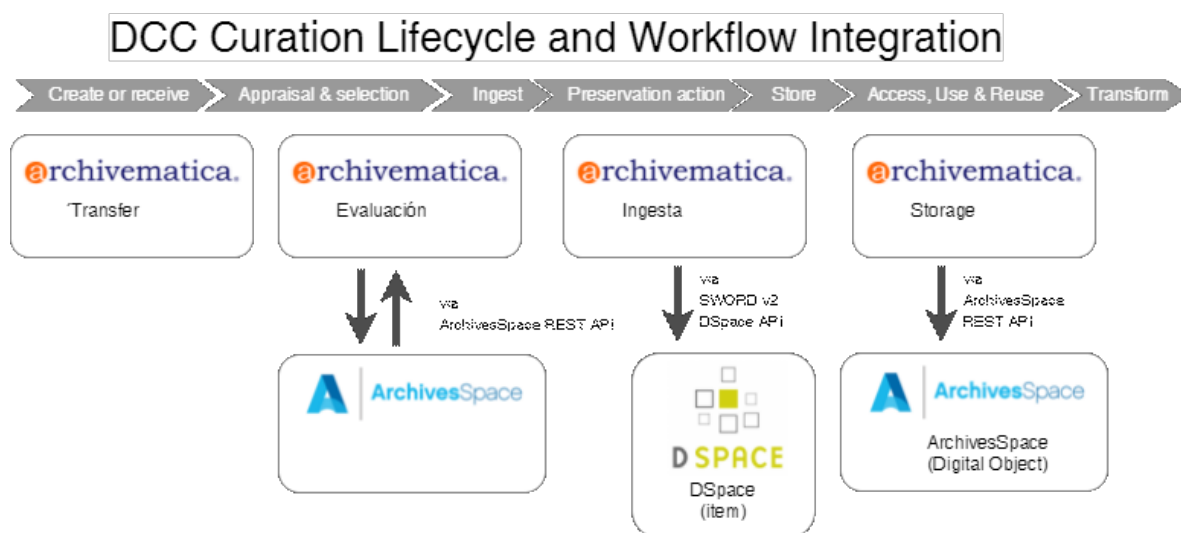 DCC Curation Lifecycle and Workflow Integration
Create or receive
Appraisal & selection
Ingest
Preservation action
Store
Access, Use & Reuse
Transform
archivematica.
´Transfer
archivematica.
Evaluación
archivematica.
Ingesta
archivematica.
Storage
via
ArchivesSpace REST API
via
SWORD v2
DSpace API
via
ArchivesSpace
REST API
ArchivesSpace
DSPACE
DSpace
(item)
ArchivesSpace
ArchivesSpace
(Digital Object)